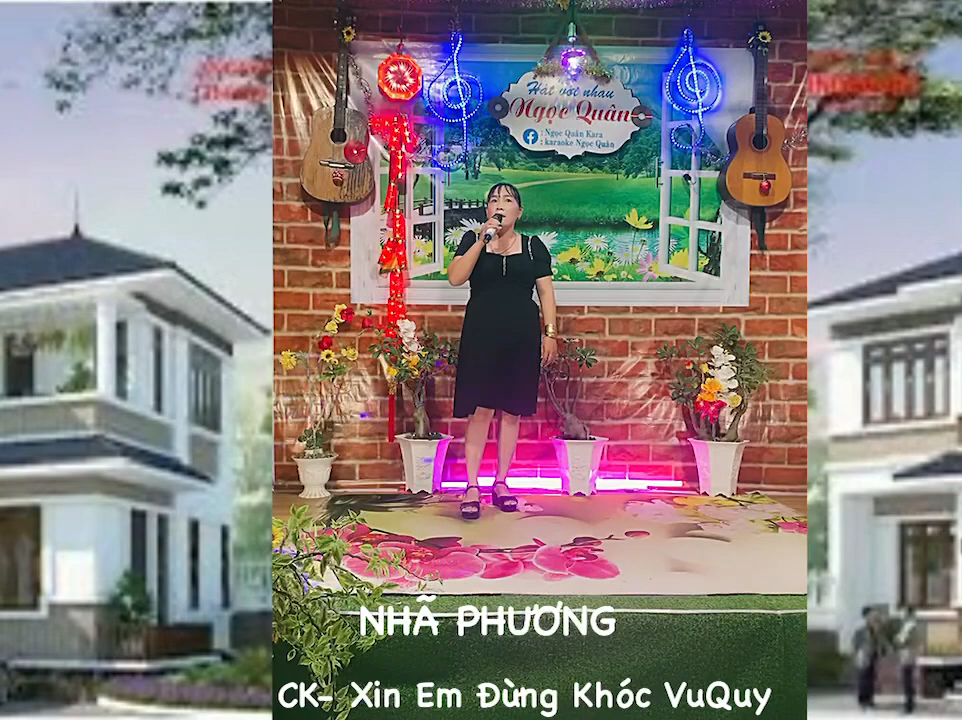 Hát với nhau
Ngọc Quân
: Ngọc Quân Kara
: karaoke Ngọc Quân
NHÃ PHƯƠNG
CK- Xin Em Đừng Khóc VuQuy